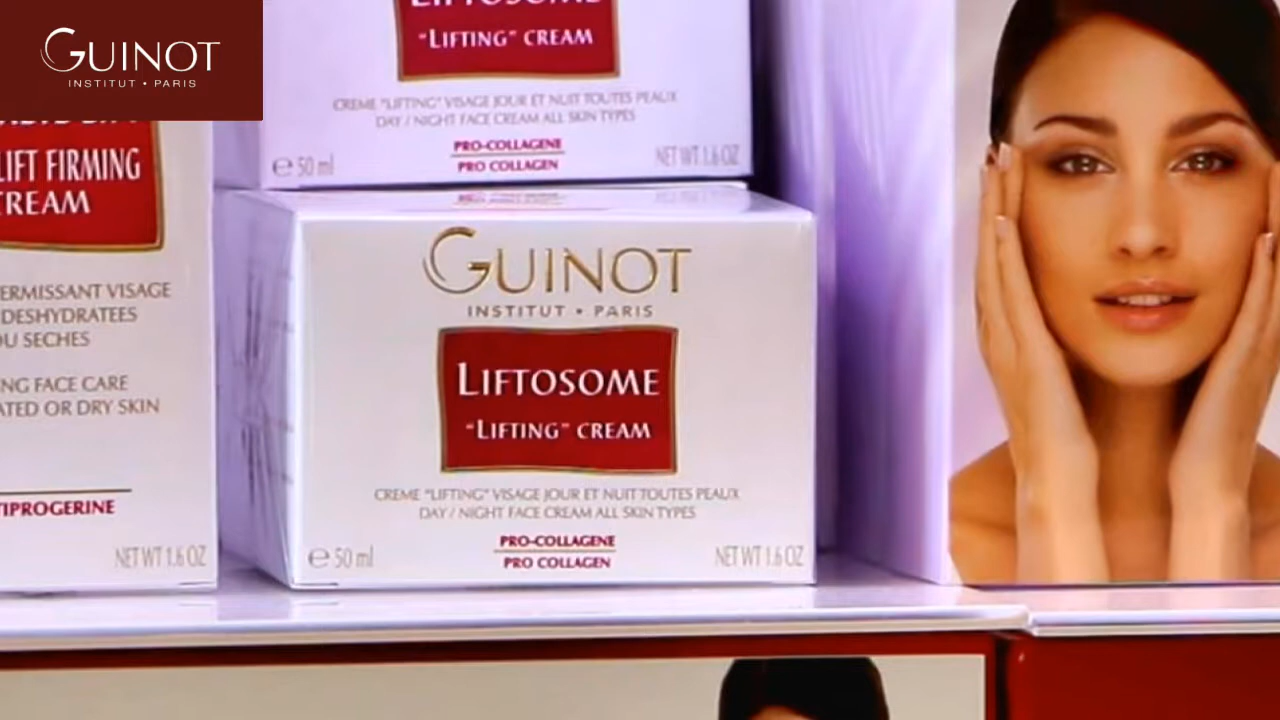 GUINOT
INSTITUT • PARIS
"LIFTING" CREAM
CREME "LIFTING" VISAGE JOUR ET NUIT TOUTES PEAUX
DAY / NIGHT FACE CREAM ALL SKIN TYPES
PRO-COLLAGENE
PRO COLLAGEN
e 50 ml
NET WT 1.6 OZ
LIFT FIRMING
CREAM
VISAGE
DESHYDRATEES
OU SECHES
FACE CARE
OR DRY SKIN
NET WT 1.6 OZ
GUINOT
INSTITUT • PARIS
LIFTOSOME
"LIFTING" CREAM
CREME "LIFTING" VISAGE JOUR ET NUIT TOUTES PEAUX
DAY / NIGHT FACE CREAM ALL SKIN TYPES
PRO-COLLAGENE
PRO COLLAGEN
e 50 ml
NET WT 1.6 OZ